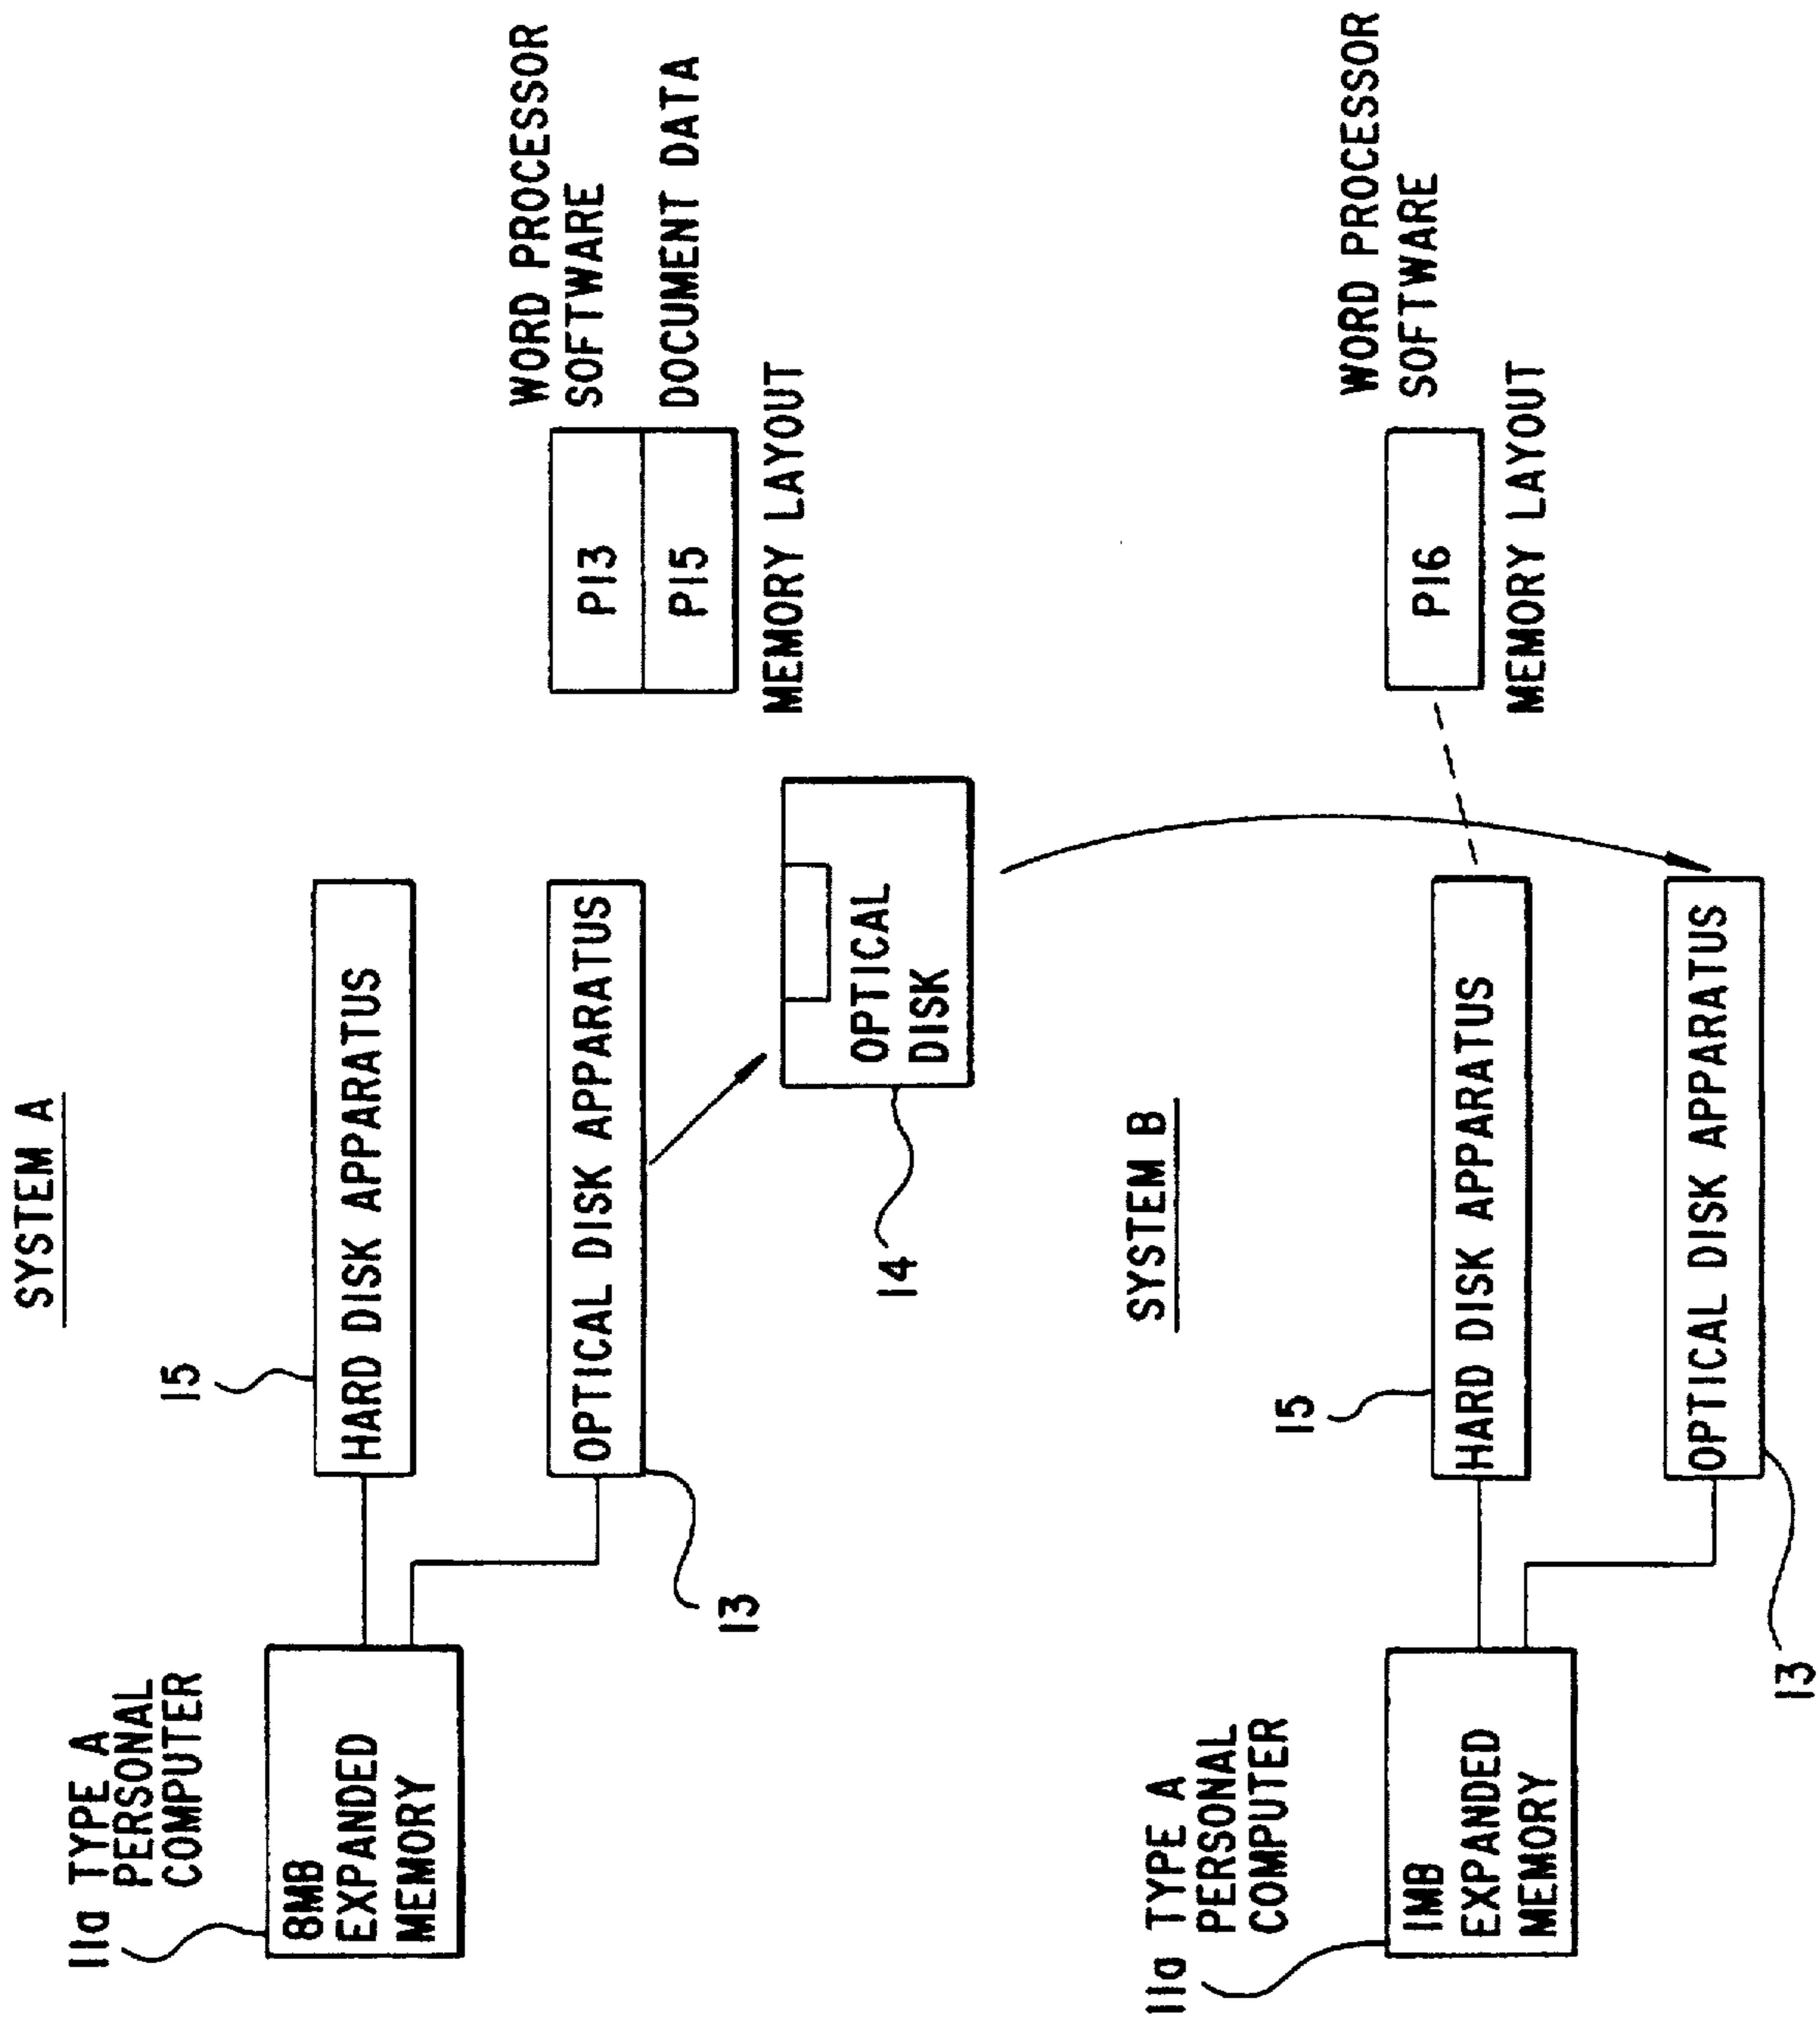 SYSTEM A
11a TYPE A
PERSONAL
COMPUTER
8MB
EXPANDED
MEMORY
15
HARD DISK APPARATUS
OPTICAL DISK APPARATUS
13
14
OPTICAL
DISK
P13
P15
WORD PROCESSOR
SOFTWARE
DOCUMENT DATA
MEMORY LAYOUT
SYSTEM B
11a TYPE A
PERSONAL
COMPUTER
1MB
EXPANDED
MEMORY
15
HARD DISK APPARATUS
OPTICAL DISK APPARATUS
13
P16
WORD PROCESSOR
SOFTWARE
MEMORY LAYOUT